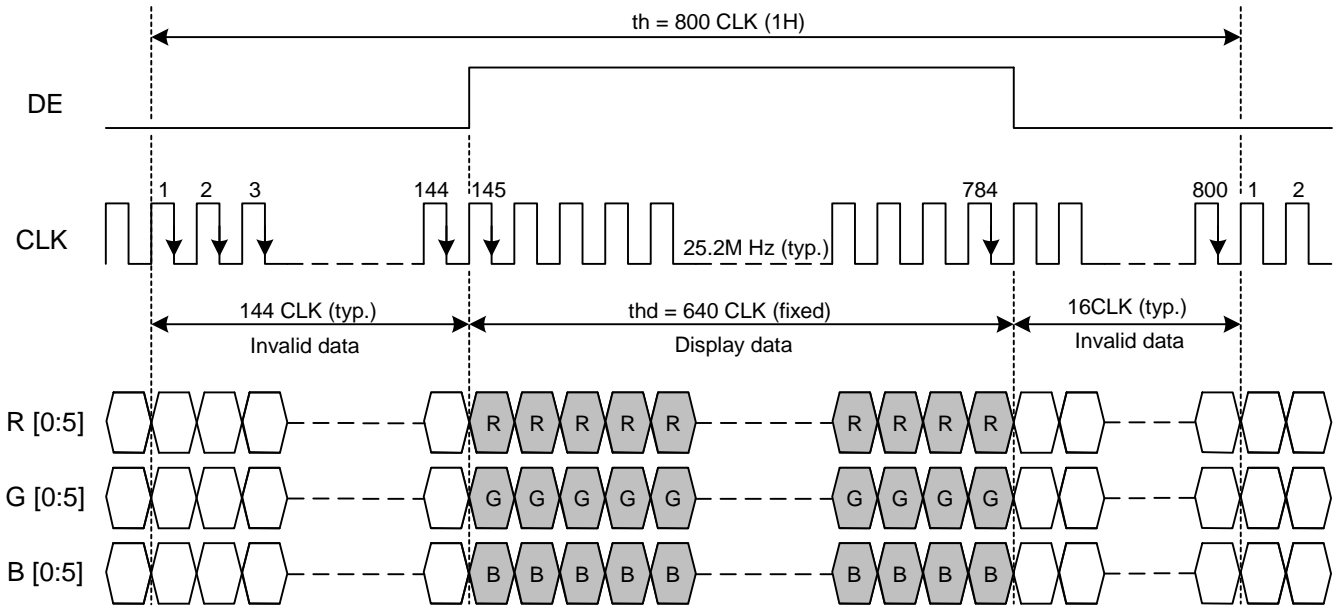 th = 800 CLK (1H)
DE
1 2 3 144 145 784 800 1 2
CLK
25.2M Hz (typ.)
144 CLK (typ.) thd = 640 CLK (fixed) 16CLK (typ.)
Invalid data Display data Invalid data
R [0:5] R R R R R R R R R
G [0:5] G G G G G G G G G
B [0:5] B B B B B B B B B